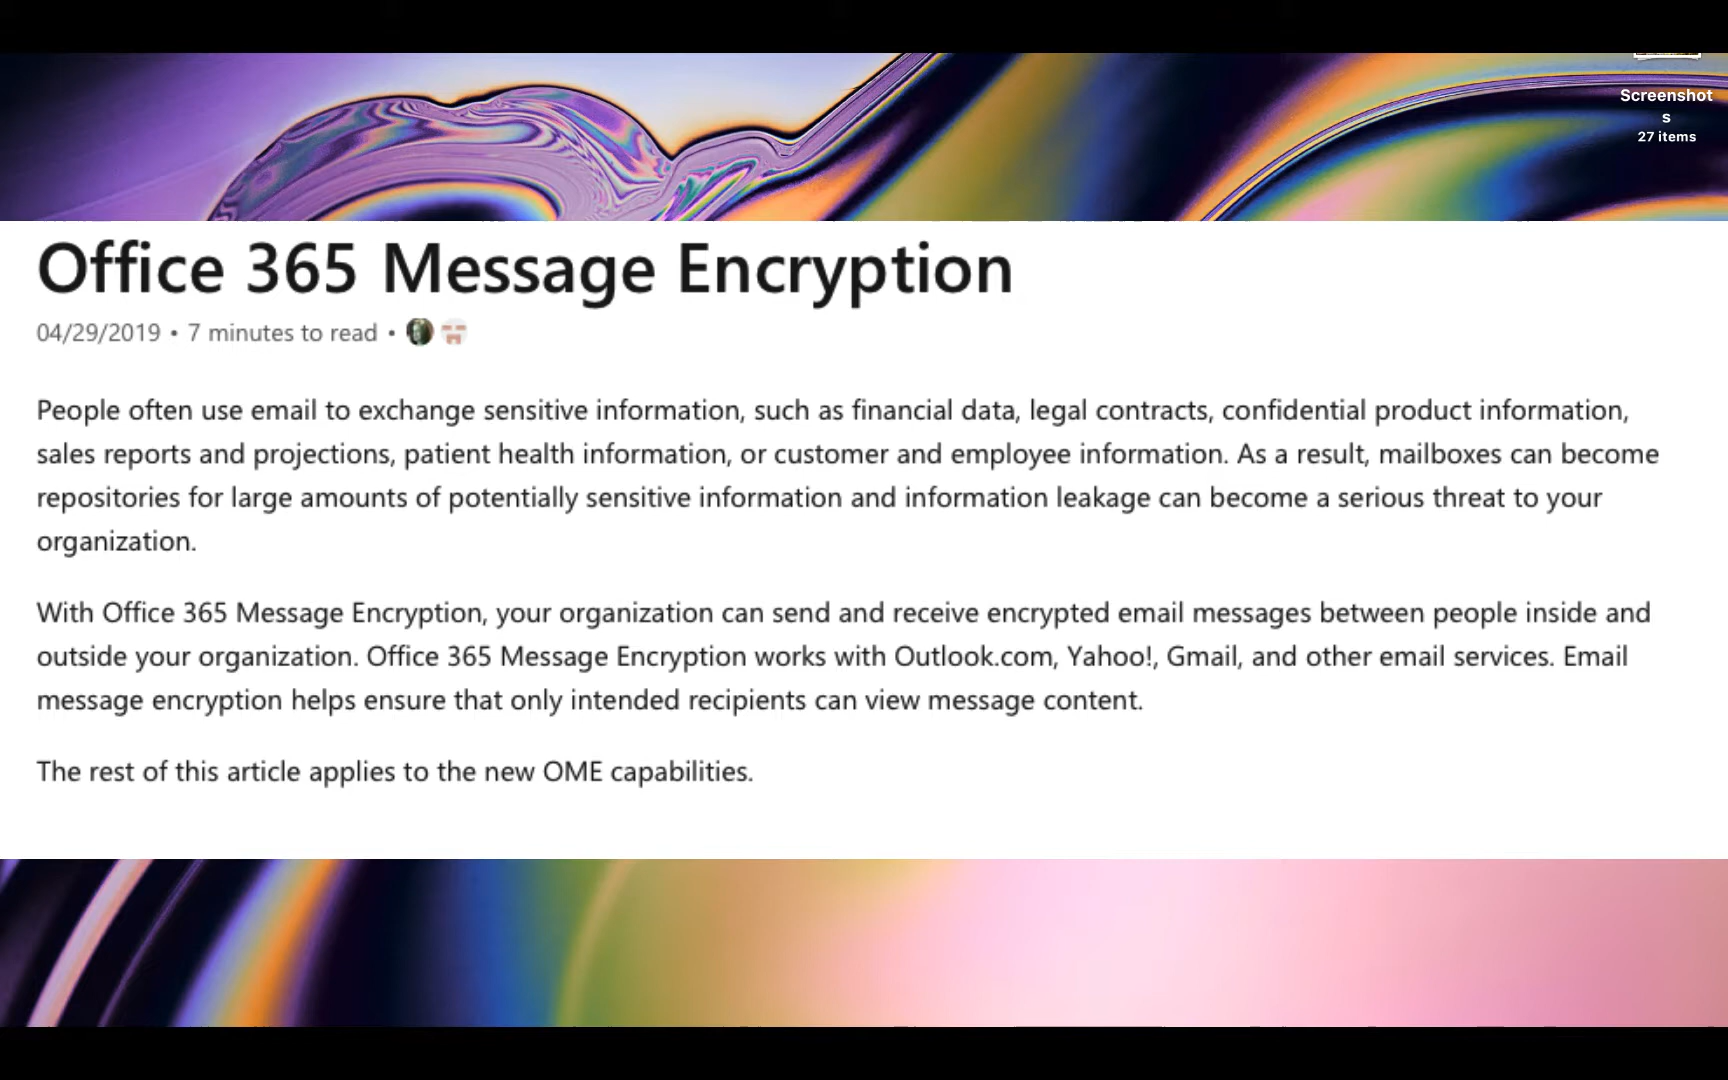 Screenshot
s
27 items
Office 365 Message Encryption
04/29/2019 • 7 minutes to read •
People often use email to exchange sensitive information, such as financial data, legal contracts, confidential product information,
sales reports and projections, patient health information, or customer and employee information. As a result, mailboxes can become
repositories for large amounts of potentially sensitive information and information leakage can become a serious threat to your
organization.
With Office 365 Message Encryption, your organization can send and receive encrypted email messages between people inside and
outside your organization. Office 365 Message Encryption works with Outlook.com, Yahoo!, Gmail, and other email services. Email
message encryption helps ensure that only intended recipients can view message content.
The rest of this article applies to the new OME capabilities.